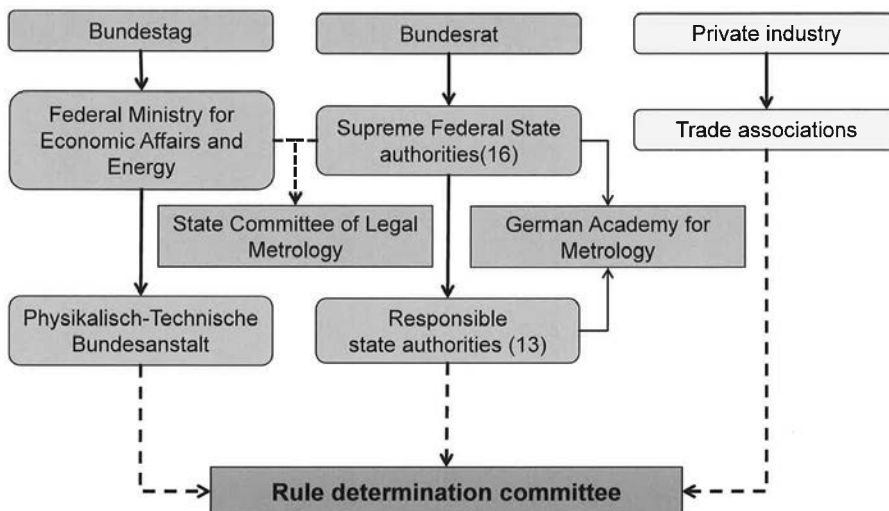 Bundestag
Bundesrat
Private industry
Federal Ministry for
Economic Affairs and
Energy
Supreme Federal State
authorities(16)
Trade associations
State Committee of Legal
Metrology
German Academy for
Metrology
Physikalisch-Technische
Bundesanstalt
Responsible
state authorities (13)
Rule determination committee